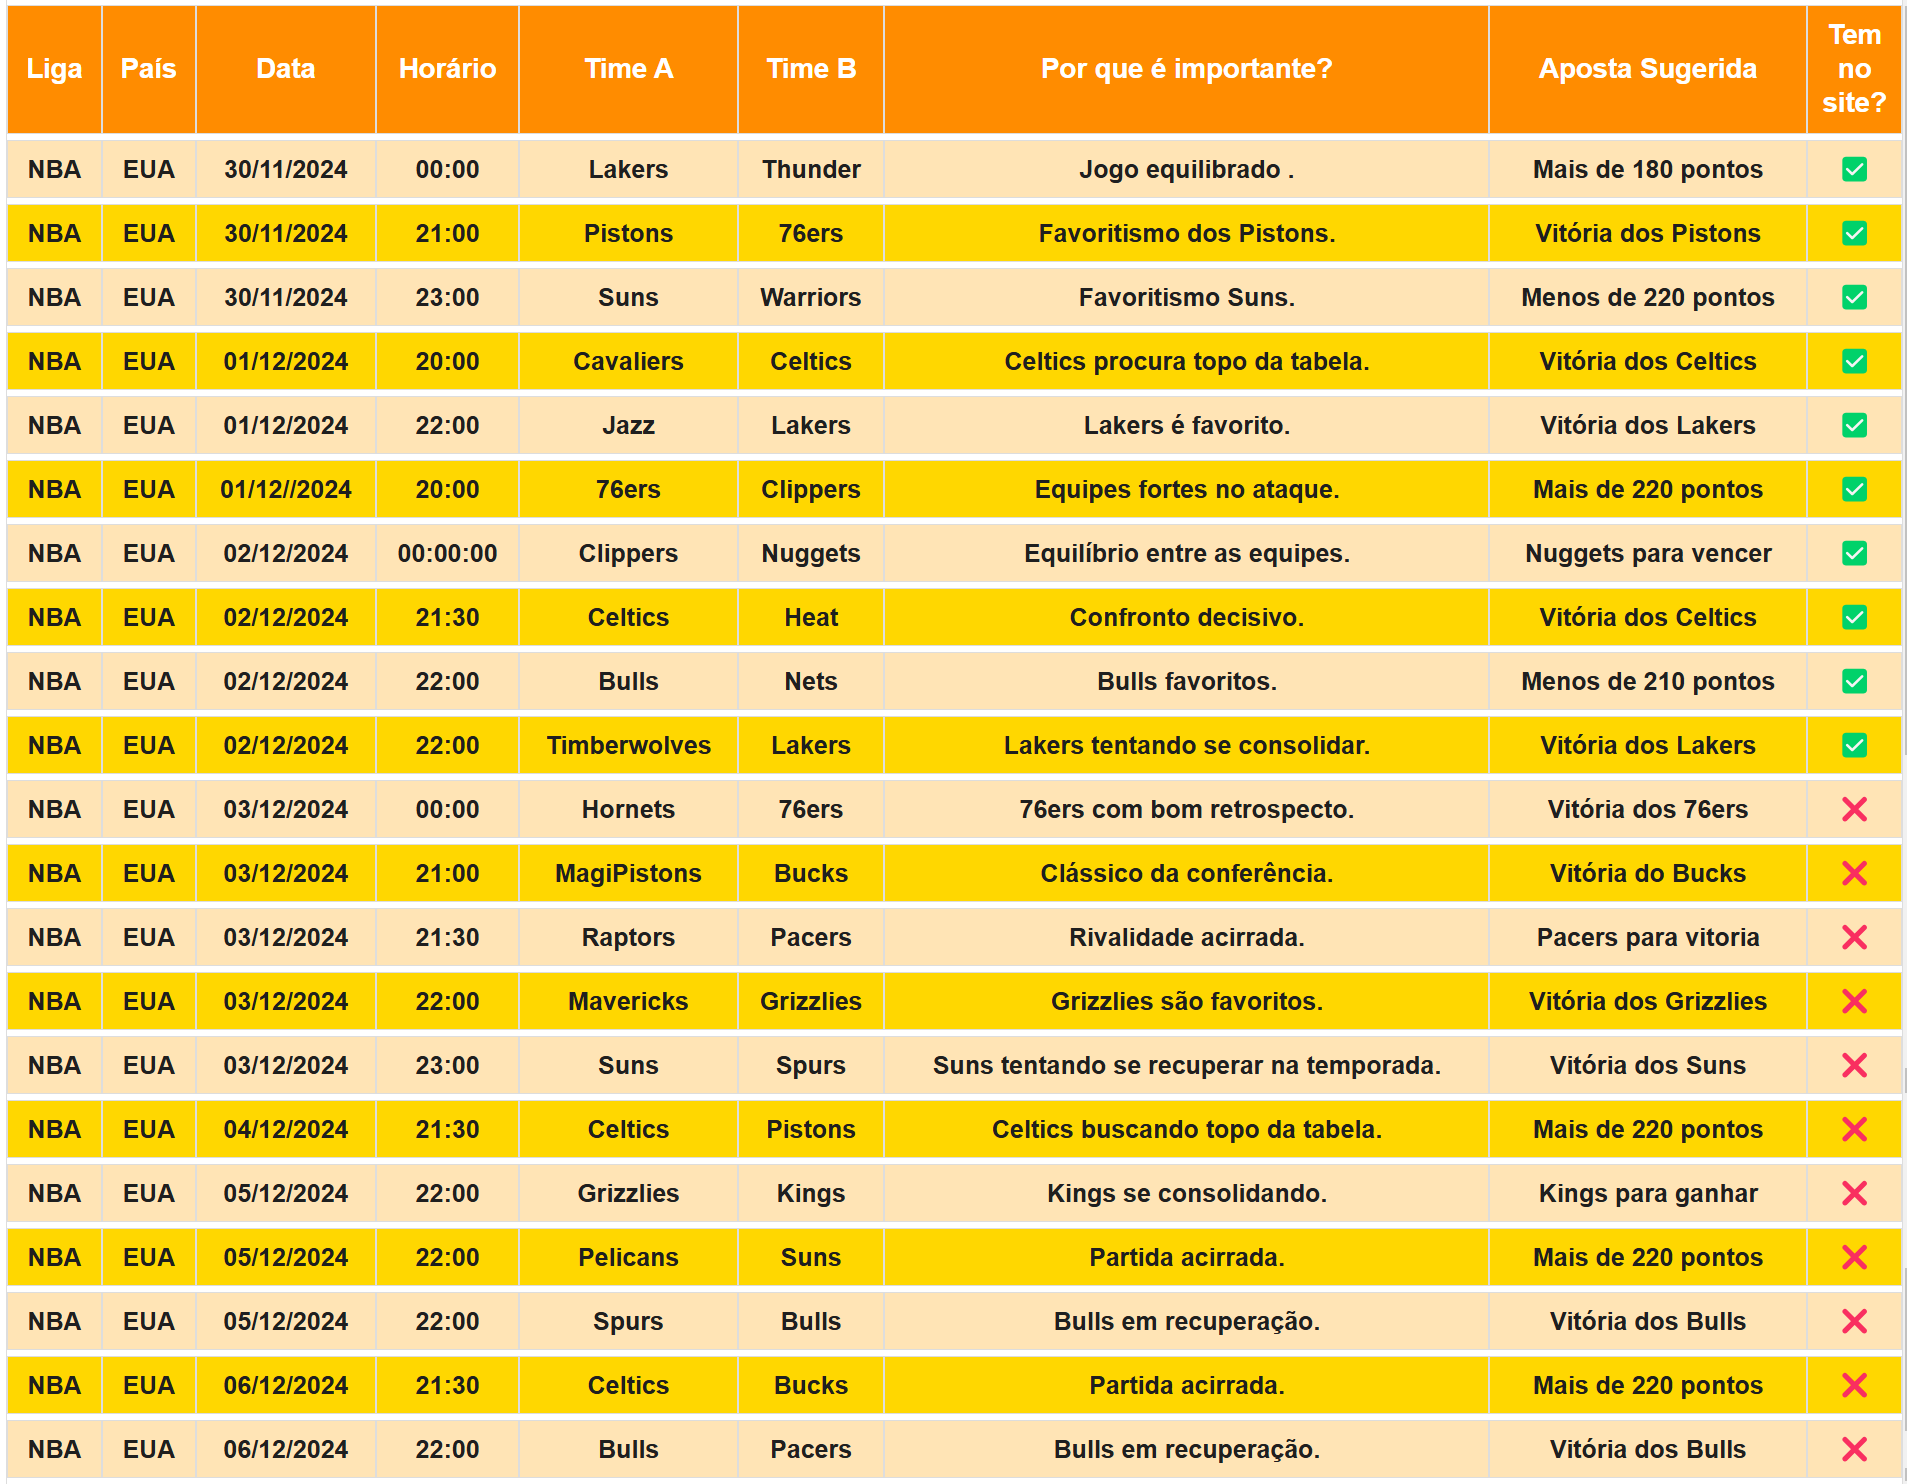 Liga País Data Horário Time A Time B Por que é importante? Aposta Sugerida Tem no site?
NBA EUA 30/11/2024 00:00 Lakers Thunder Jogo equilibrado . Mais de 180 pontos
NBA EUA 30/11/2024 21:00 Pistons 76ers Favoritismo dos Pistons. Vitória dos Pistons
NBA EUA 30/11/2024 23:00 Suns Warriors Favoritismo Suns. Menos de 220 pontos
NBA EUA 01/12/2024 20:00 Cavaliers Celtics Celtics procura topo da tabela. Vitória dos Celtics
NBA EUA 01/12/2024 22:00 Jazz Lakers Lakers é favorito. Vitória dos Lakers
NBA EUA 01/12//2024 20:00 76ers Clippers Equipes fortes no ataque. Mais de 220 pontos
NBA EUA 02/12/2024 00:00:00 Clippers Nuggets Equilíbrio entre as equipes. Nuggets para vencer
NBA EUA 02/12/2024 21:30 Celtics Heat Confronto decisivo. Vitória dos Celtics
NBA EUA 02/12/2024 22:00 Bulls Nets Bulls favoritos. Menos de 210 pontos
NBA EUA 02/12/2024 22:00 Timberwolves Lakers Lakers tentando se consolidar. Vitória dos Lakers
NBA EUA 03/12/2024 00:00 Hornets 76ers 76ers com bom retrospecto. Vitória dos 76ers
NBA EUA 03/12/2024 21:00 MagiPistons Bucks Clássico da conferência. Vitória do Bucks
NBA EUA 03/12/2024 21:30 Raptors Pacers Rivalidade acirrada. Pacers para vitoria
NBA EUA 03/12/2024 22:00 Mavericks Grizzlies Grizzlies são favoritos. Vitória dos Grizzlies
NBA EUA 03/12/2024 23:00 Suns Spurs Suns tentando se recuperar na temporada. Vitória dos Suns
NBA EUA 04/12/2024 21:30 Celtics Pistons Celtics buscando topo da tabela. Mais de 220 pontos
NBA EUA 05/12/2024 22:00 Grizzlies Kings Kings se consolidando. Kings para ganhar
NBA EUA 05/12/2024 22:00 Pelicans Suns Partida acirrada. Mais de 220 pontos
NBA EUA 05/12/2024 22:00 Spurs Bulls Bulls em recuperação. Vitória dos Bulls
NBA EUA 06/12/2024 21:30 Celtics Bucks Partida acirrada. Mais de 220 pontos
NBA EUA 06/12/2024 22:00 Bulls Pacers Bulls em recuperação. Vitória dos Bulls